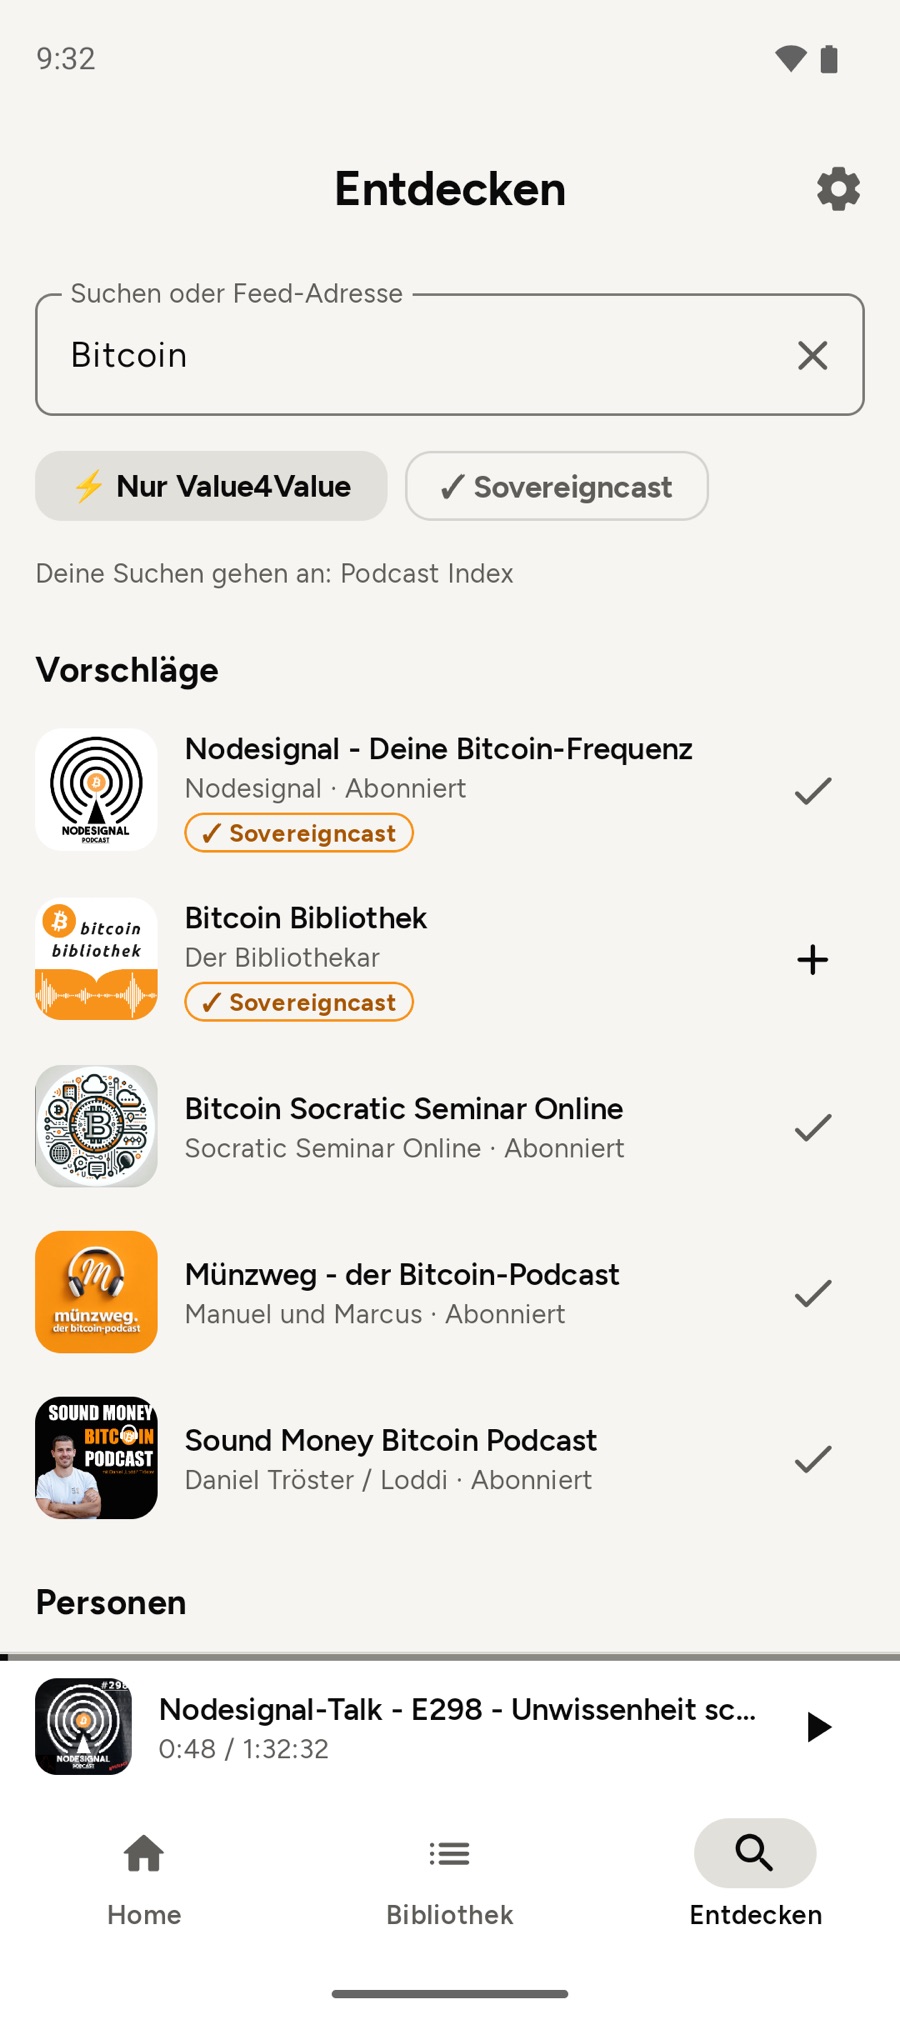 9:32
Entdecken
Suchen oder Feed-Adresse
Bitcoin
⚡ Nur Value4Value
✓ Sovereigncast
Deine Suchen gehen an: Podcast Index
Vorschläge
NODESIGNAL
PODCAST
Nodesignal - Deine Bitcoin-Frequenz
Nodesignal · Abonniert
✓ Sovereigncast
bitcoin
bibliothek
Bitcoin Bibliothek
Der Bibliothekar
✓ Sovereigncast
Bitcoin Socratic Seminar Online
Socratic Seminar Online · Abonniert
münzweg.
der bitcoin-podcast
Münzweg - der Bitcoin-Podcast
Manuel und Marcus · Abonniert
SOUND MONEY
BITCOIN
PODCAST
Sound Money Bitcoin Podcast
Daniel Tröster / Loddi · Abonniert
Personen
#298
NODESIGNAL
PODCAST
Nodesignal-Talk - E298 - Unwissenheit sc...
0:48 / 1:32:32
Home
Bibliothek
Entdecken